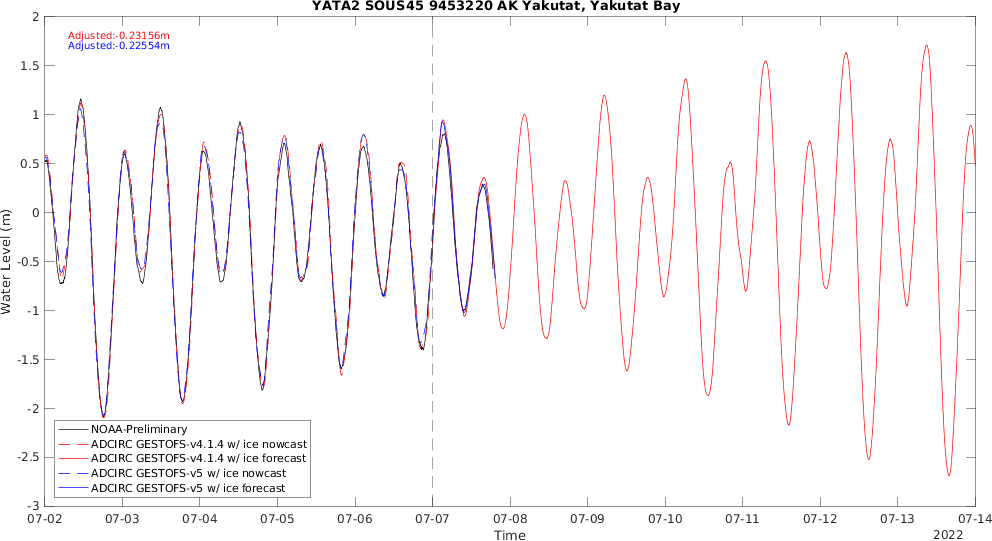 YATA2 SOUS45 9453220 AK Yakutat, Yakutat Bay
Adjusted:-0.23156m
Adjusted:-0.22554m
2
1.5
1
0.5
0
-0.5
-1
-1.5
-2
-2.5
-3
Water Level (m)
NOAA-Preliminary
ADCIRC GESTOFS-v4.1.4 w/ ice nowcast
ADCIRC GESTOFS-v4.1.4 w/ ice forecast
ADCIRC GESTOFS-v5 w/ ice nowcast
ADCIRC GESTOFS-v5 w/ ice forecast
07-02 07-03 07-04 07-05 07-06 07-07 07-08 07-09 07-10 07-11 07-12 07-13 07-14
Time
2022